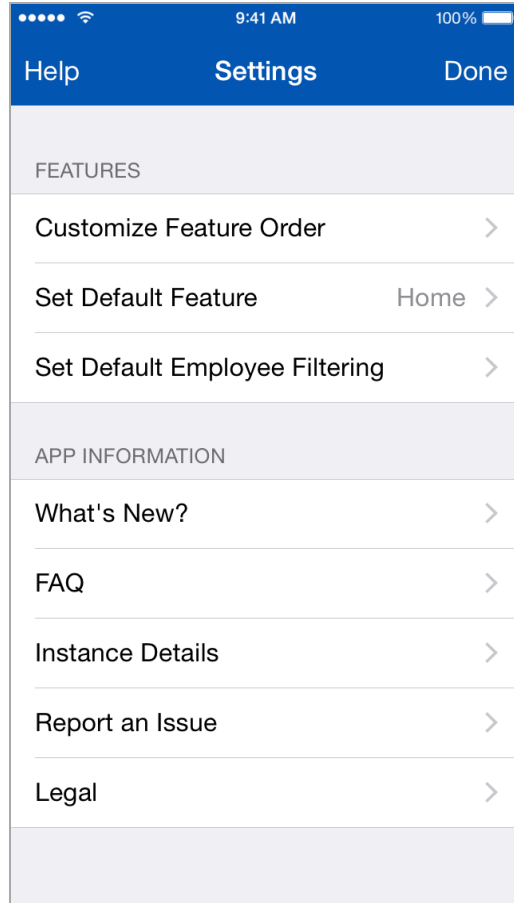 9:41 AM 100%
Help Settings Done
FEATURES
Customize Feature Order
Set Default Feature Home
Set Default Employee Filtering
APP INFORMATION
What's New?
FAQ
Instance Details
Report an Issue
Legal